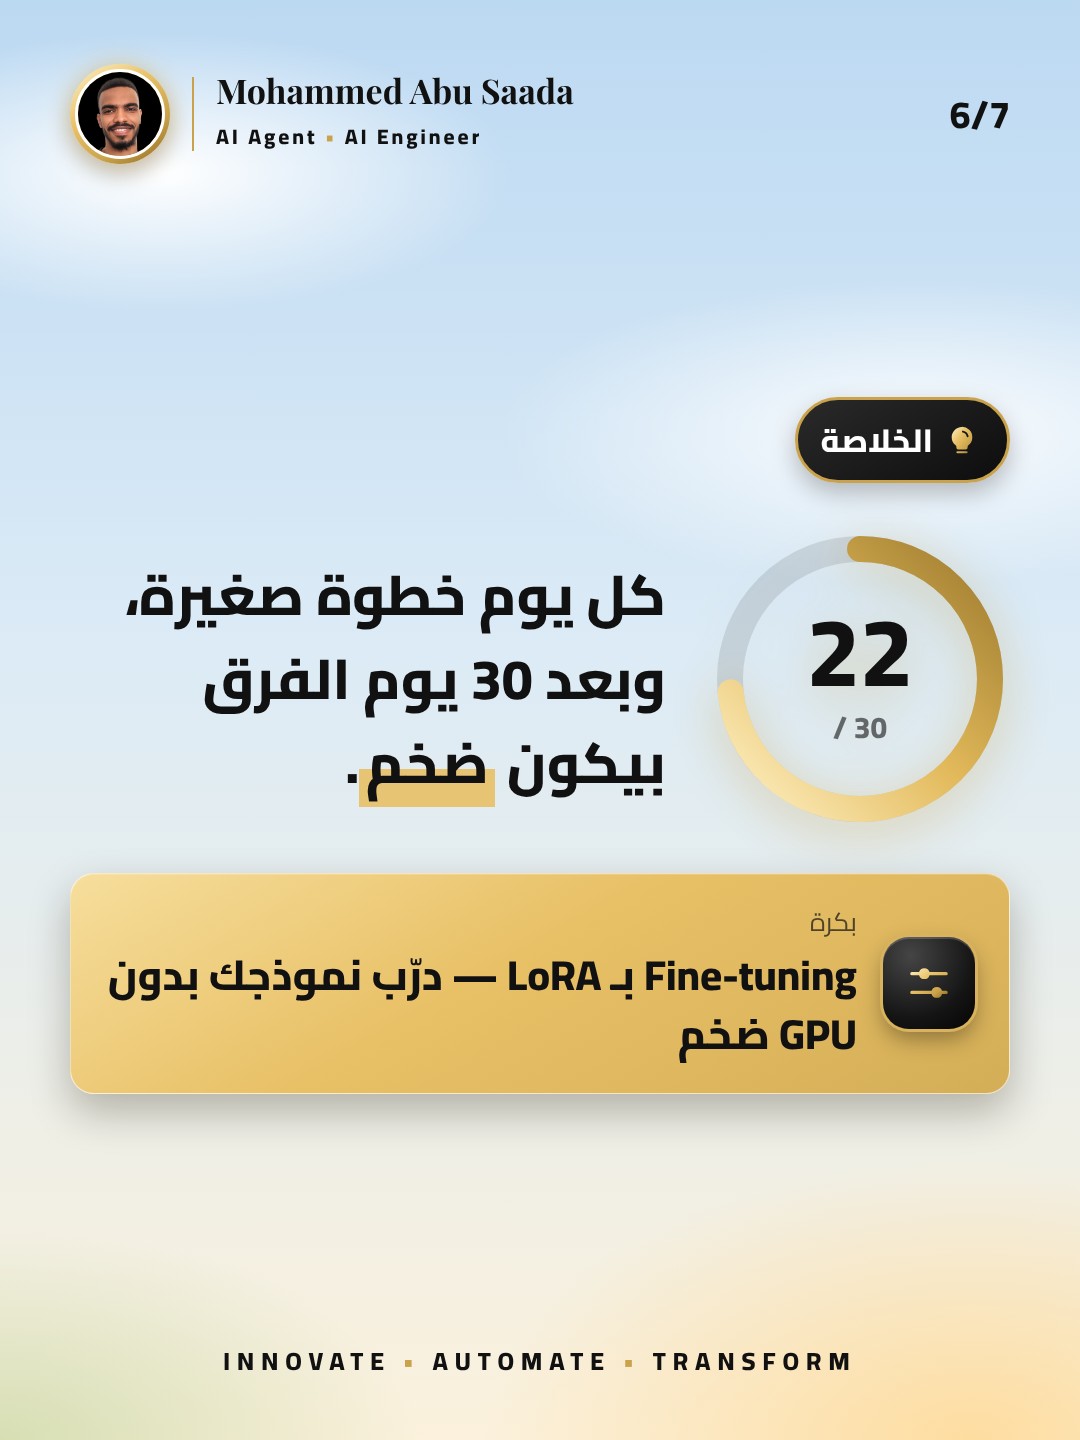 Mohammed Abu Saada
AI Agent ▪ AI Engineer
6/7
الخلاصة
22
/ 30
كل يوم خطوة صغيرة،
وبعد 30 يوم الفرق
بيكون ضخم.
بكرة
Fine-tuning بـ LoRA — درّب نموذجك بدون
GPU ضخم
INNOVATE ▪ AUTOMATE ▪ TRANSFORM